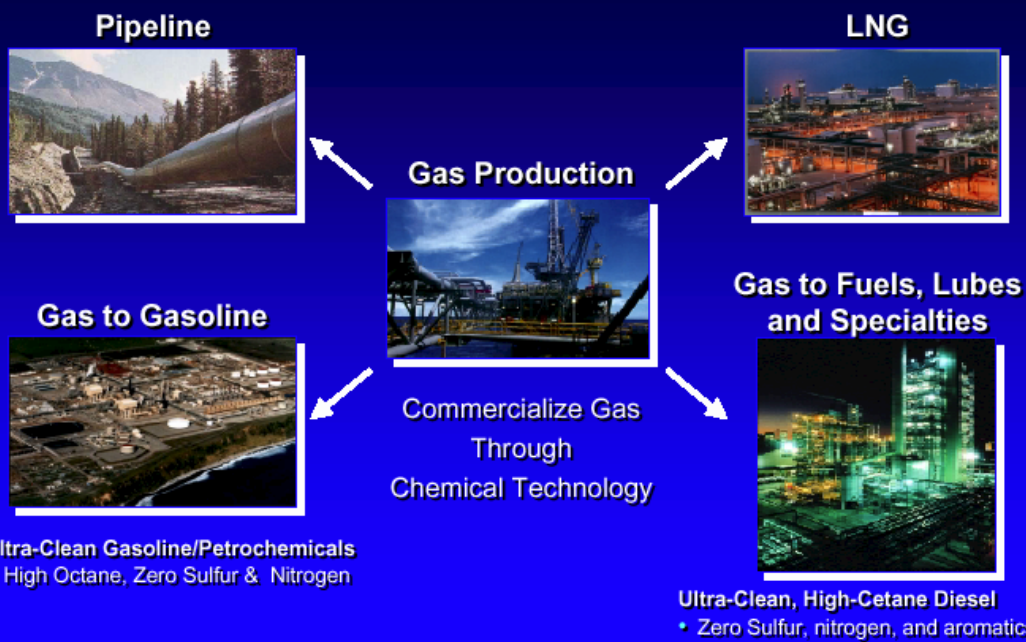 Pipeline
LNG
Gas Production
Gas to Gasoline
Gas to Fuels, Lubes
and Specialties
Commercialize Gas
Through
Chemical Technology
ltra-Clean Gasoline/Petrochemicals
High Octane, Zero Sulfur & Nitrogen
Ultra-Clean, High-Cetane Diesel
• Zero Sulfur, nitrogen, and aromatic